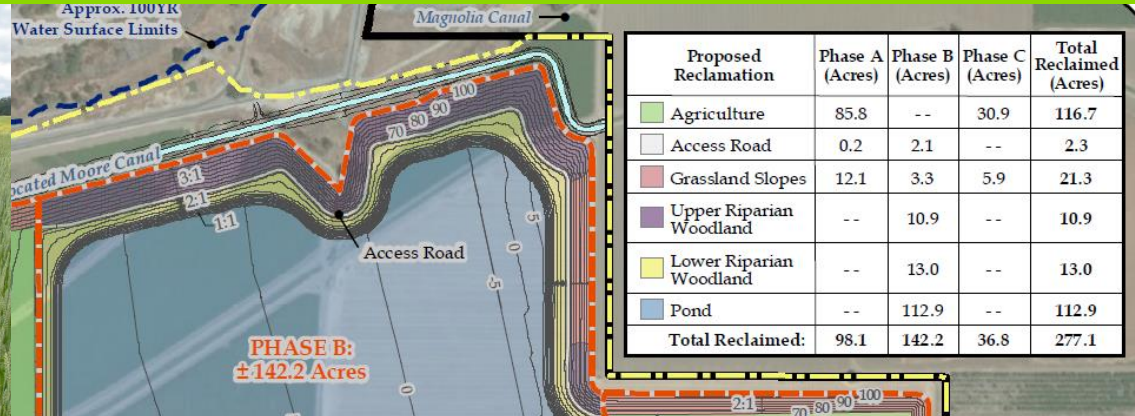 Approx. 100YR
Water Surface Limits
Magnolia Canal
ocated Moore Canal
100
90
80
70
3:1
2:1
1:1
Access Road
5
0
-5
0
PHASE B:
±142.2 Acres
2:1
70 80 90 100
Proposed Reclamation Phase A (Acres) Phase B (Acres) Phase C (Acres) Total Reclaimed (Acres)
Agriculture 85.8 -- 30.9 116.7
Access Road 0.2 2.1 -- 2.3
Grassland Slopes 12.1 3.3 5.9 21.3
Upper Riparian Woodland -- 10.9 -- 10.9
Lower Riparian Woodland -- 13.0 -- 13.0
Pond -- 112.9 -- 112.9
Total Reclaimed: 98.1 142.2 36.8 277.1